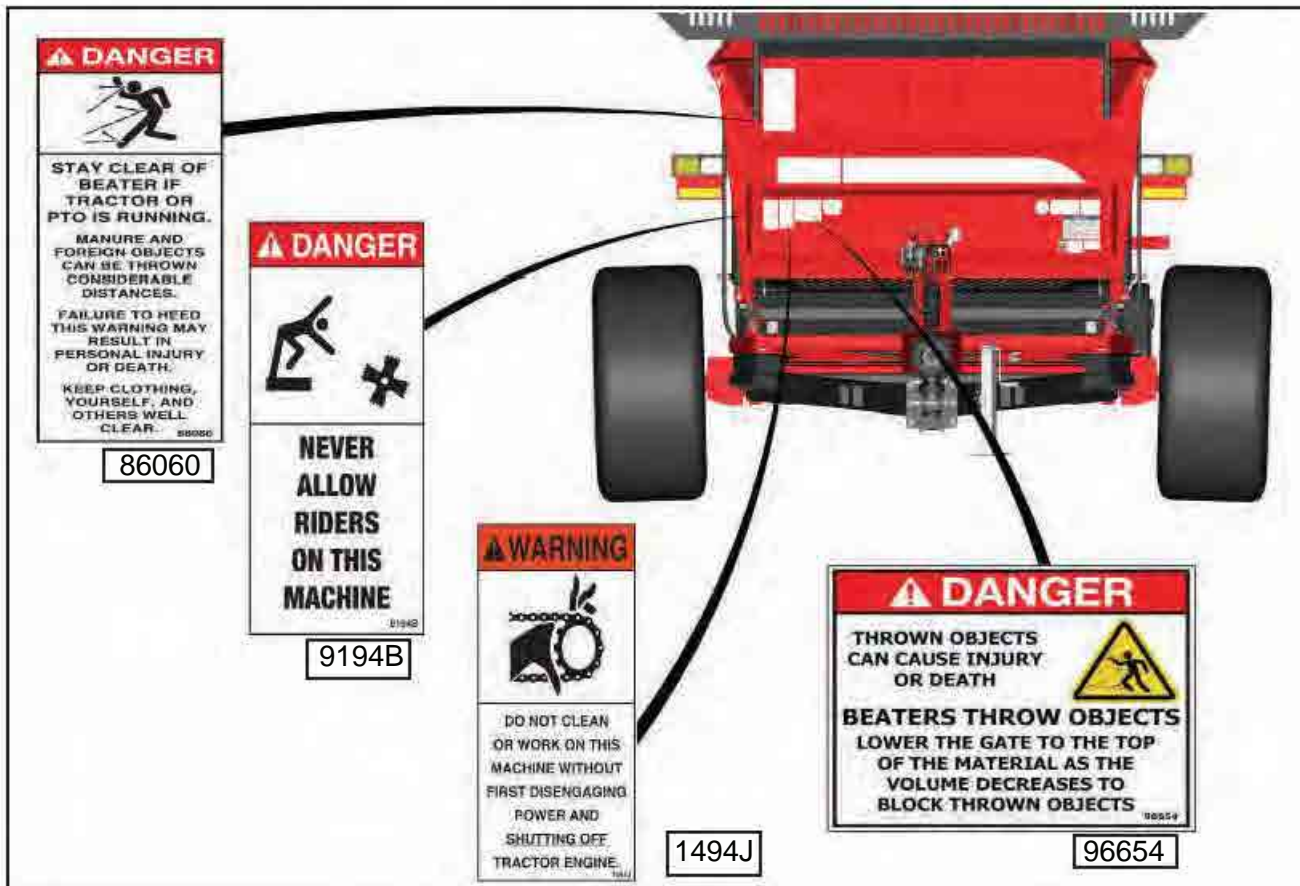 DANGER
STAY CLEAR OF
BEATER IF
TRACTOR OR
PTO IS RUNNING.
MANURE AND
FOREIGN OBJECTS
CAN BE THROWN
CONSIDERABLE
DISTANCES.
FAILURE TO HEED
THIS WARNING MAY
RESULT IN
PERSONAL INJURY
OR DEATH.
KEEP CLOTHING,
YOURSELF, AND
OTHERS WELL
CLEAR.
86060
86060
DANGER
NEVER
ALLOW
RIDERS
ON THIS
MACHINE
9194B
9194B
WARNING
DO NOT CLEAN
OR WORK ON THIS
MACHINE WITHOUT
FIRST DISENGAGING
POWER AND
SHUTTING OFF
TRACTOR ENGINE.
1494J
DANGER
THROWN OBJECTS
CAN CAUSE INJURY
OR DEATH
BEATERS THROW OBJECTS
LOWER THE GATE TO THE TOP
OF THE MATERIAL AS THE
VOLUME DECREASES TO
BLOCK THROWN OBJECTS
96654
96654